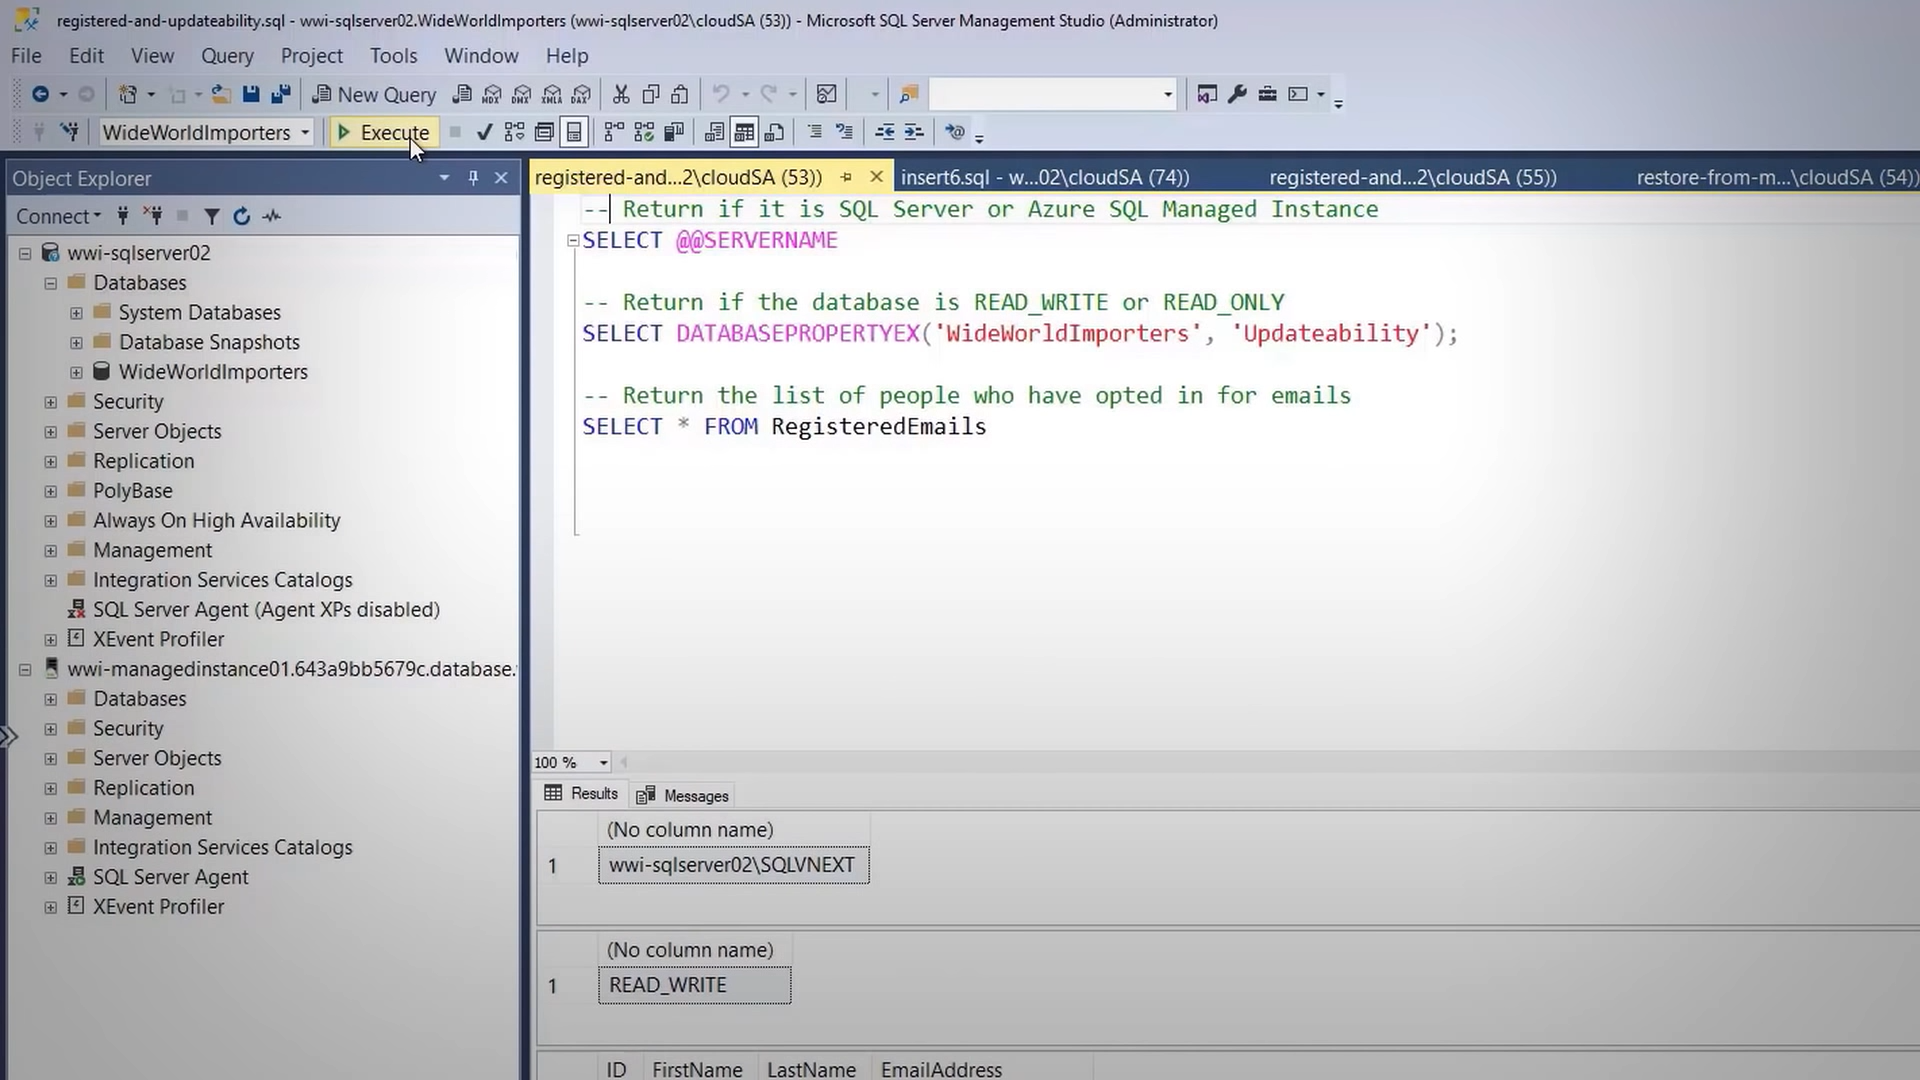 registered-and-updateability.sql - wwi-sqlserver02.WideWorldImporters (wwi-sqlserver02\cloudSA (53)) - Microsoft SQL Server Management Studio (Administrator)
File Edit View Query Project Tools Window Help
New Query MDX DMX XMLA DAX
WideWorldImporters Execute
Object Explorer
registered-and...2\cloudSA (53)) insert6.sql - w...02\cloudSA (74)) registered-and...2\cloudSA (55)) restore-from-m...\cloudSA (54))
Connect
wwi-sqlserver02
Databases
System Databases
Database Snapshots
WideWorldImporters
Security
Server Objects
Replication
PolyBase
Always On High Availability
Management
Integration Services Catalogs
SQL Server Agent (Agent XPs disabled)
XEvent Profiler
wwi-managedinstance01.643a9bb5679c.database.
Databases
Security
Server Objects
Replication
Management
Integration Services Catalogs
SQL Server Agent
XEvent Profiler
-- Return if it is SQL Server or Azure SQL Managed Instance
SELECT @@SERVERNAME
-- Return if the database is READ_WRITE or READ_ONLY
SELECT DATABASEPROPERTYEX('WideWorldImporters', 'Updateability');
-- Return the list of people who have opted in for emails
SELECT * FROM RegisteredEmails
100 %
Results Messages
(No column name)
1 wwi-sqlserver02\SQLVNEXT
(No column name)
1 READ_WRITE
ID FirstName LastName EmailAddress